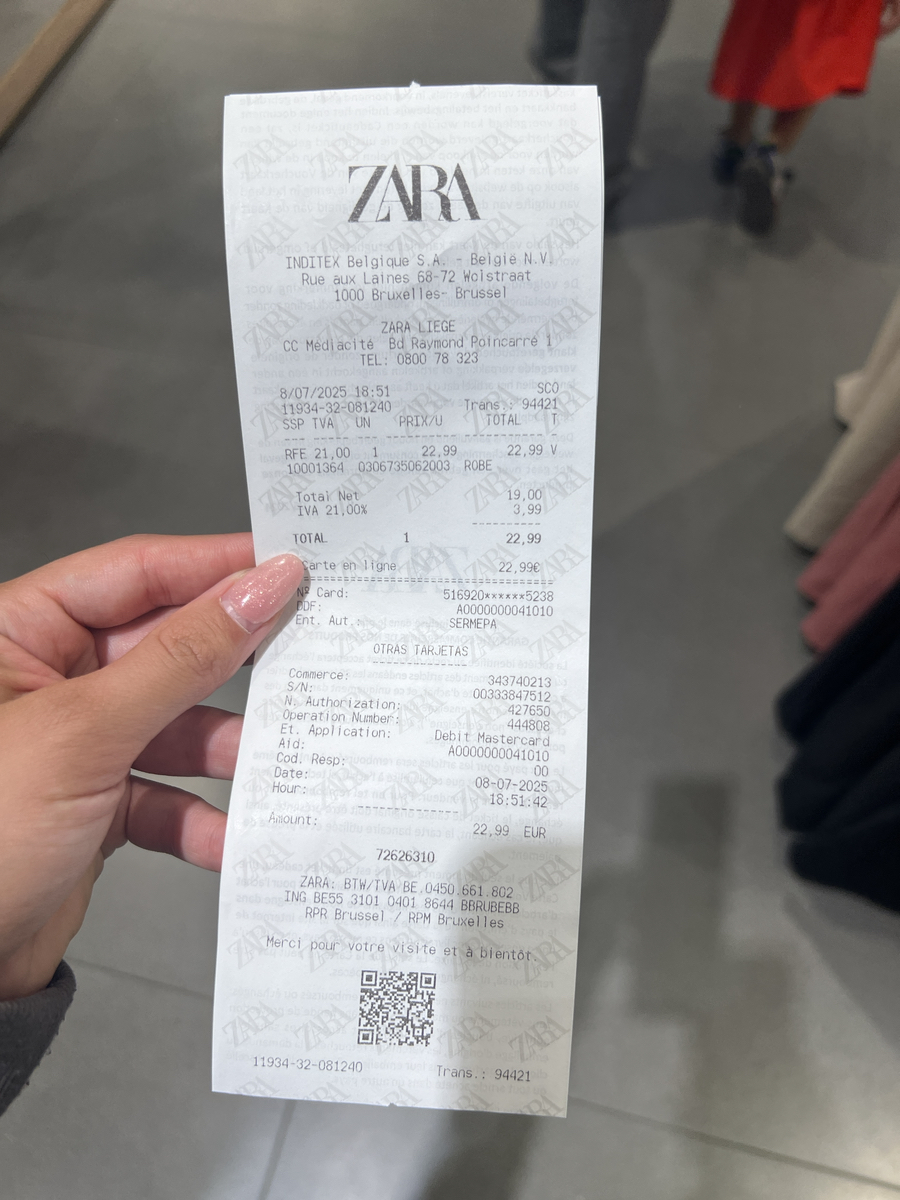 ZARA
INDITEX Belgique S.A. - België N.V.
Rue aux Laines 68-72 Wolstraat
1000 Bruxelles- Brussel
ZARA LIEGE
CC Médiacité Bd Raymond Poincarré 1
TEL: 0800 78 323
8/07/2025 18:51 SCO
11934-32-081240 Trans.: 94421
SSP TVA UN PRIX/U TOTAL T
RFE 21,00 1 22,99 22,99 V
10001364 0306735062003 ROBE
Total Net 19,00
IVA 21,00% 3,99
TOTAL 1 22,99
Carte en ligne 22,99€
Nº Card: 516920******5238
DDF: A0000000041010
Ent. Aut.: SERMEPA
OTRAS TARJETAS
Commerce: 343740213
S/N: 00333847512
N. Authorization: 427650
Operation Number: 444808
Et. Application: Debit Mastercard
Aid: A0000000041010
Cod. Resp: 00
Date: 08-07-2025
Hour: 18:51:42
Amount: 22,99 EUR
72626310
ZARA: BTW/TVA BE.0450.661.802
ING BE55 3101 0401 8644 BBRUBEBB
RPR Brussel / RPM Bruxelles
Merci pour votre visite et à bientôt.
11934-32-081240 Trans.: 94421